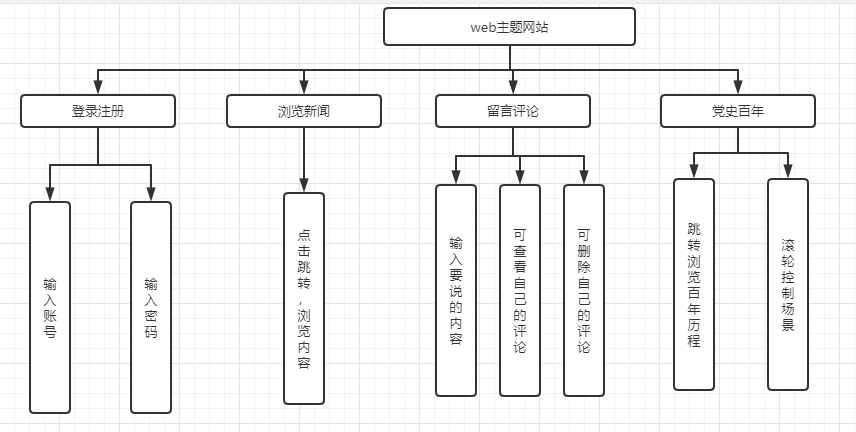 web主题网站
登录注册
浏览新闻
留言评论
党史百年
输入账号
输入密码
点击跳转，浏览内容
输入要说的内容
可查看自己的评论
可删除自己的评论
跳转浏览百年历程
滚轮控制场景